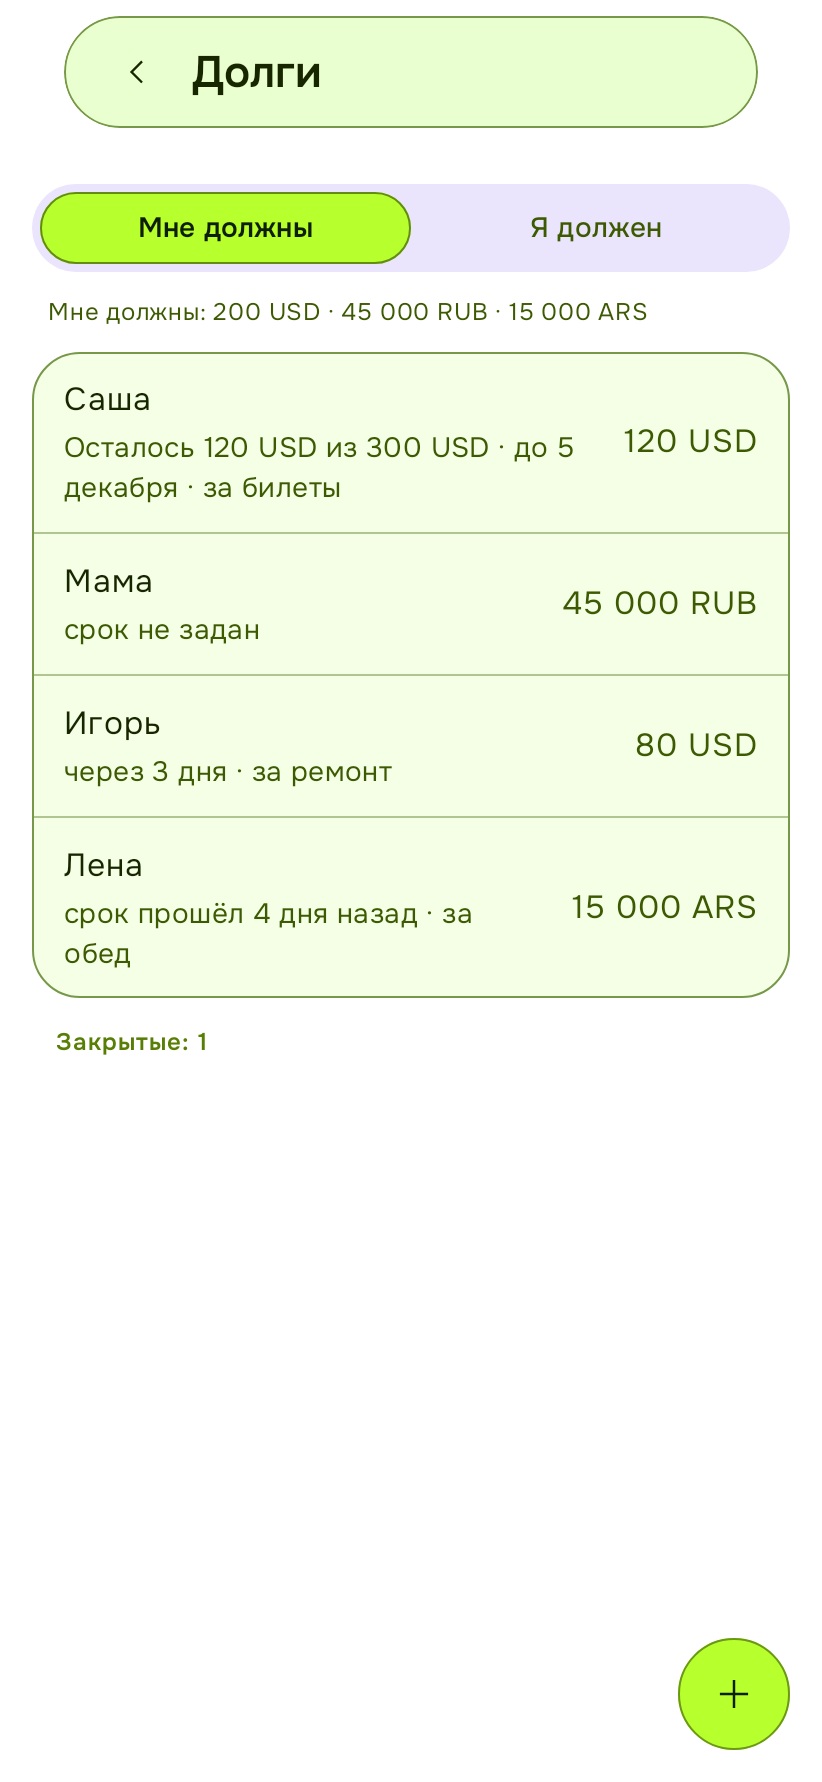 Долги
Мне должны
Я должен
Мне должны: 200 USD · 45 000 RUB · 15 000 ARS
Саша
Осталось 120 USD из 300 USD · до 5
декабря · за билеты
120 USD
Мама
срок не задан
45 000 RUB
Игорь
через 3 дня · за ремонт
80 USD
Лена
срок прошёл 4 дня назад · за
обед
15 000 ARS
Закрытые: 1